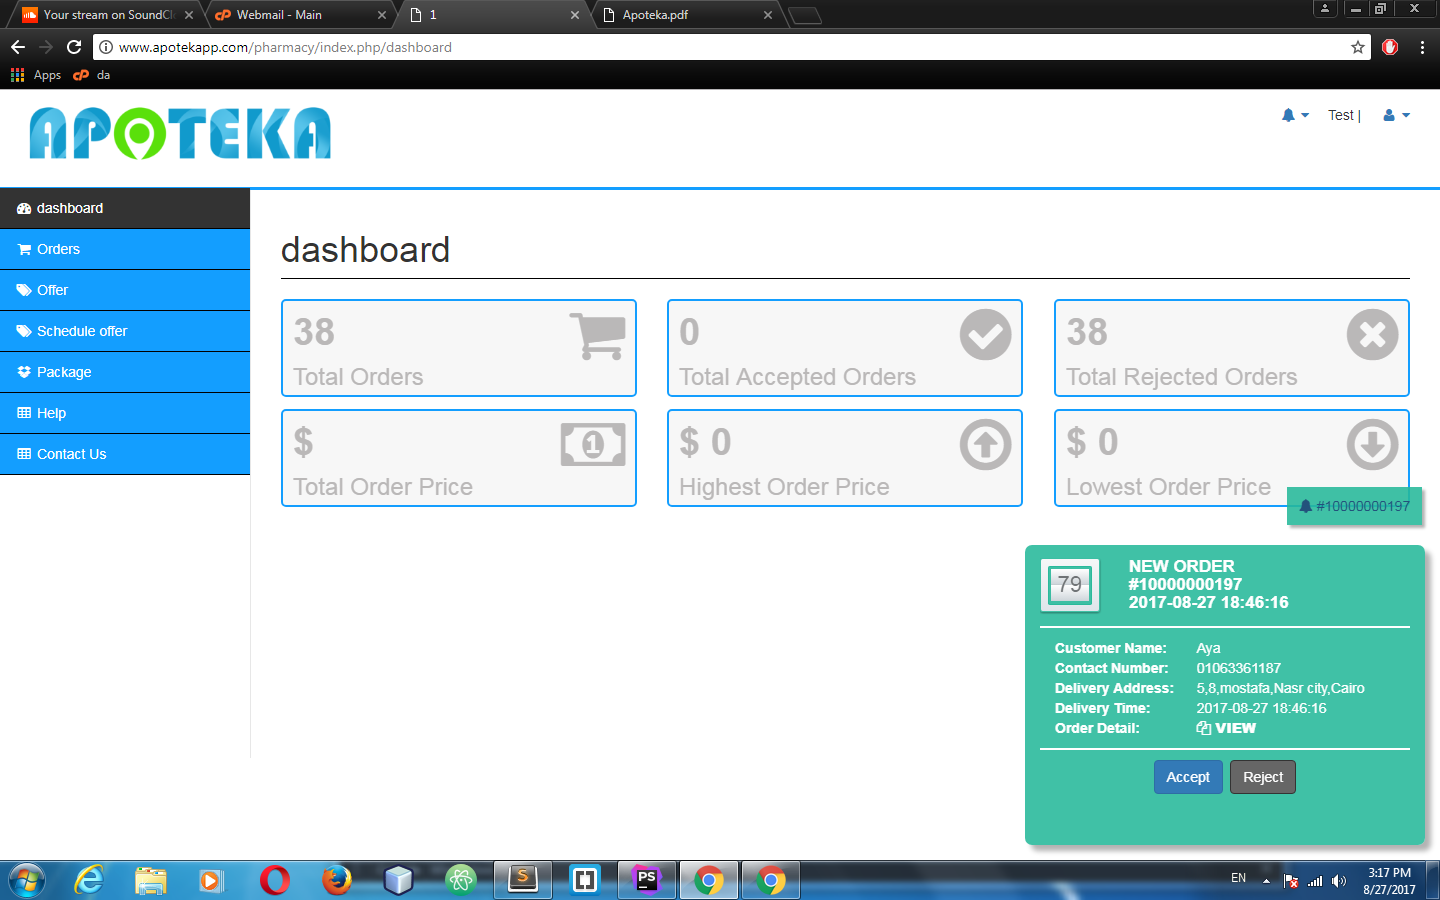 Your stream on SoundCl
Webmail - Main
1
Apoteka.pdf
www.apotekapp.com/pharmacy/index.php/dashboard
Apps
cP
da
APOTEKA
Test |
dashboard
Orders
Offer
Schedule offer
Package
Help
Contact Us
dashboard
38
Total Orders
0
Total Accepted Orders
38
Total Rejected Orders
$
1
Total Order Price
$ 0
Highest Order Price
$ 0
Lowest Order Price
#10000000197
79
NEW ORDER
#10000000197
2017-08-27 18:46:16
Customer Name: Aya
Contact Number: 01063361187
Delivery Address: 5,8,mostafa,Nasr city,Cairo
Delivery Time: 2017-08-27 18:46:16
Order Detail: VIEW
Accept
Reject
S
PS
EN
3:17 PM
8/27/2017